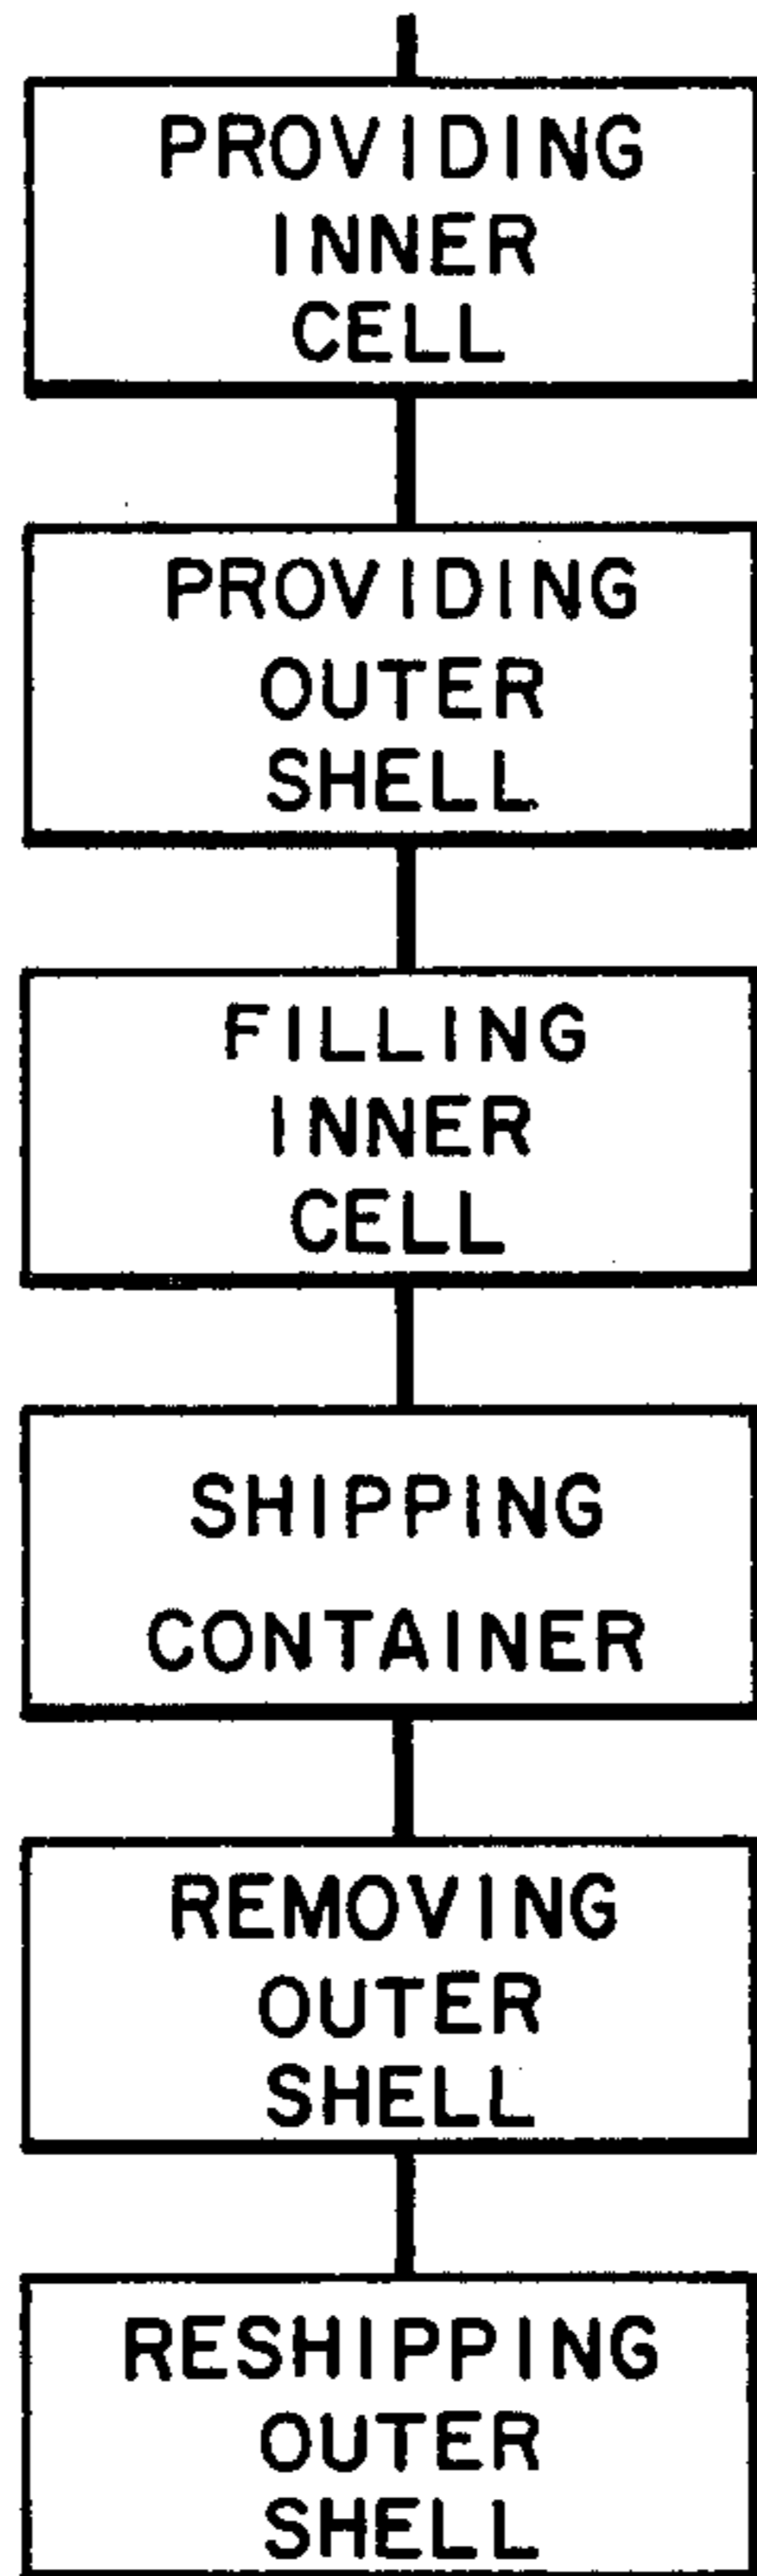 PROVIDING
INNER
CELL
PROVIDING
OUTER
SHELL
FILLING
INNER
CELL
SHIPPING
CONTAINER
REMOVING
OUTER
SHELL
RESHIPPING
OUTER
SHELL